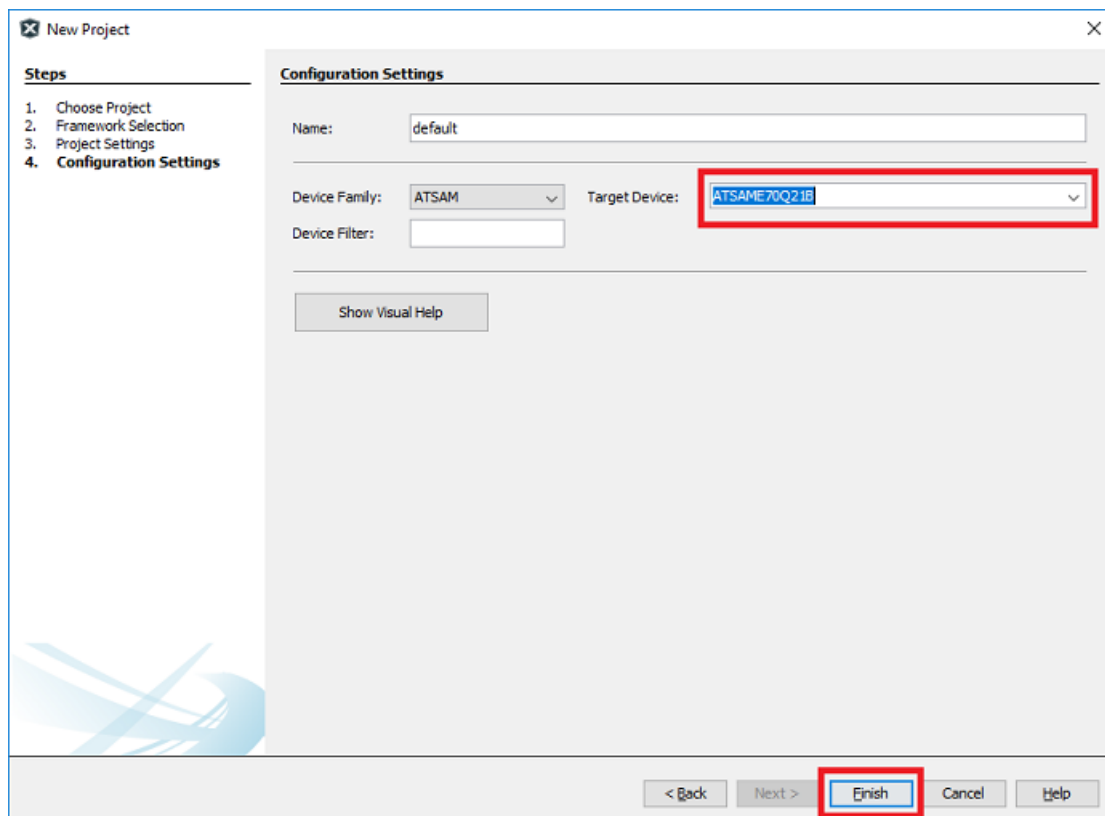 New Project
Steps
1. Choose Project
2. Framework Selection
3. Project Settings
4. Configuration Settings
Configuration Settings
Name: default
Device Family: ATSAM Target Device: ATSAME70Q21B
Device Filter:
Show Visual Help
< Back Next > Finish Cancel Help